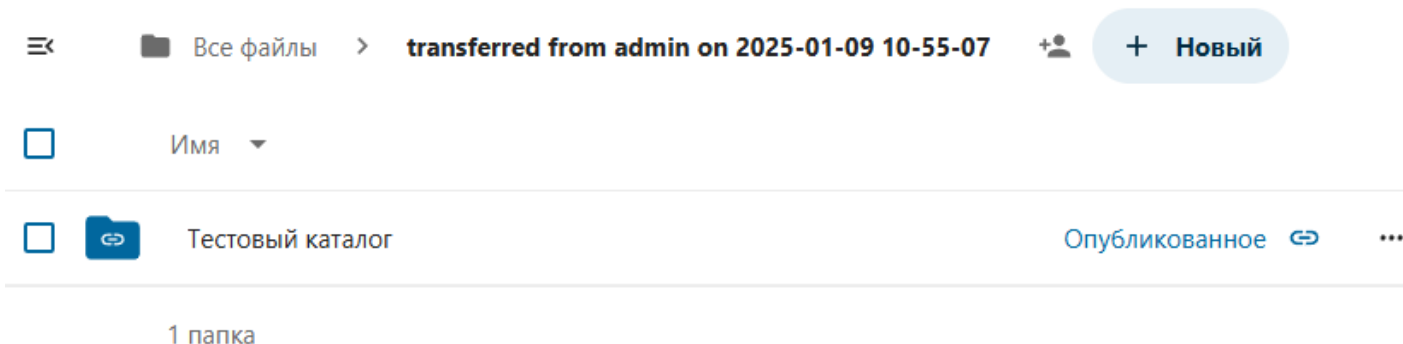 Все файлы > transferred from admin on 2025-01-09 10-55-07 + Новый
Имя
Тестовый каталог Опубликованное
1 папка